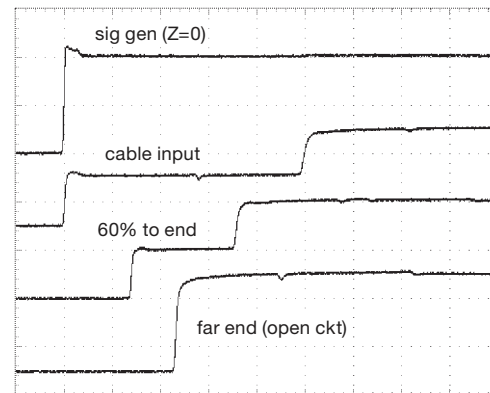 sig gen (Z=0)
cable input
60% to end
far end (open ckt)